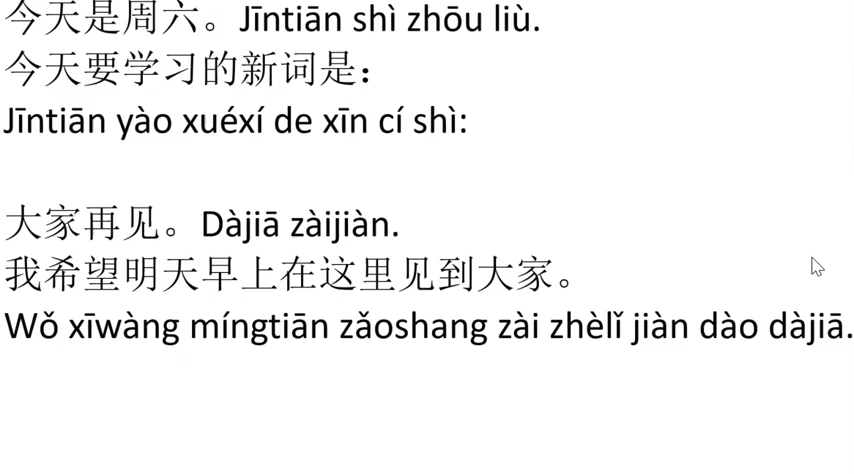 今天是周六。Jīntiān shì zhōu liù.
今天要学习的新词是：
Jīntiān yào xuéxí de xīn cí shì:
大家再见。Dàjiā zàijiàn.
我希望明天早上在这里见到大家。
Wǒ xīwàng míngtiān zǎoshang zài zhèlǐ jiàn dào dàjiā.